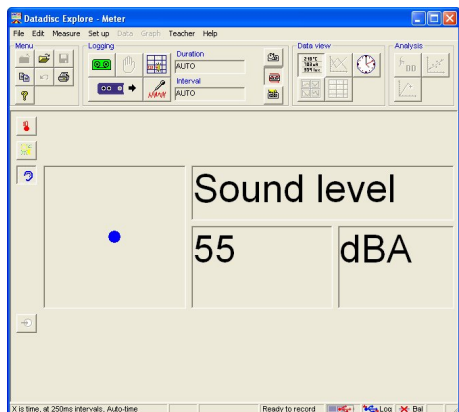 Datadisc Explore - Meter
File Edit Measure Set up Data Graph Teacher Help
Menu Logging Data view Analysis
Duration
AUTO
Interval
AUTO
Sound level
55 dBA
X is time, at 250ms intervals, Auto-time Ready to record Log Bal